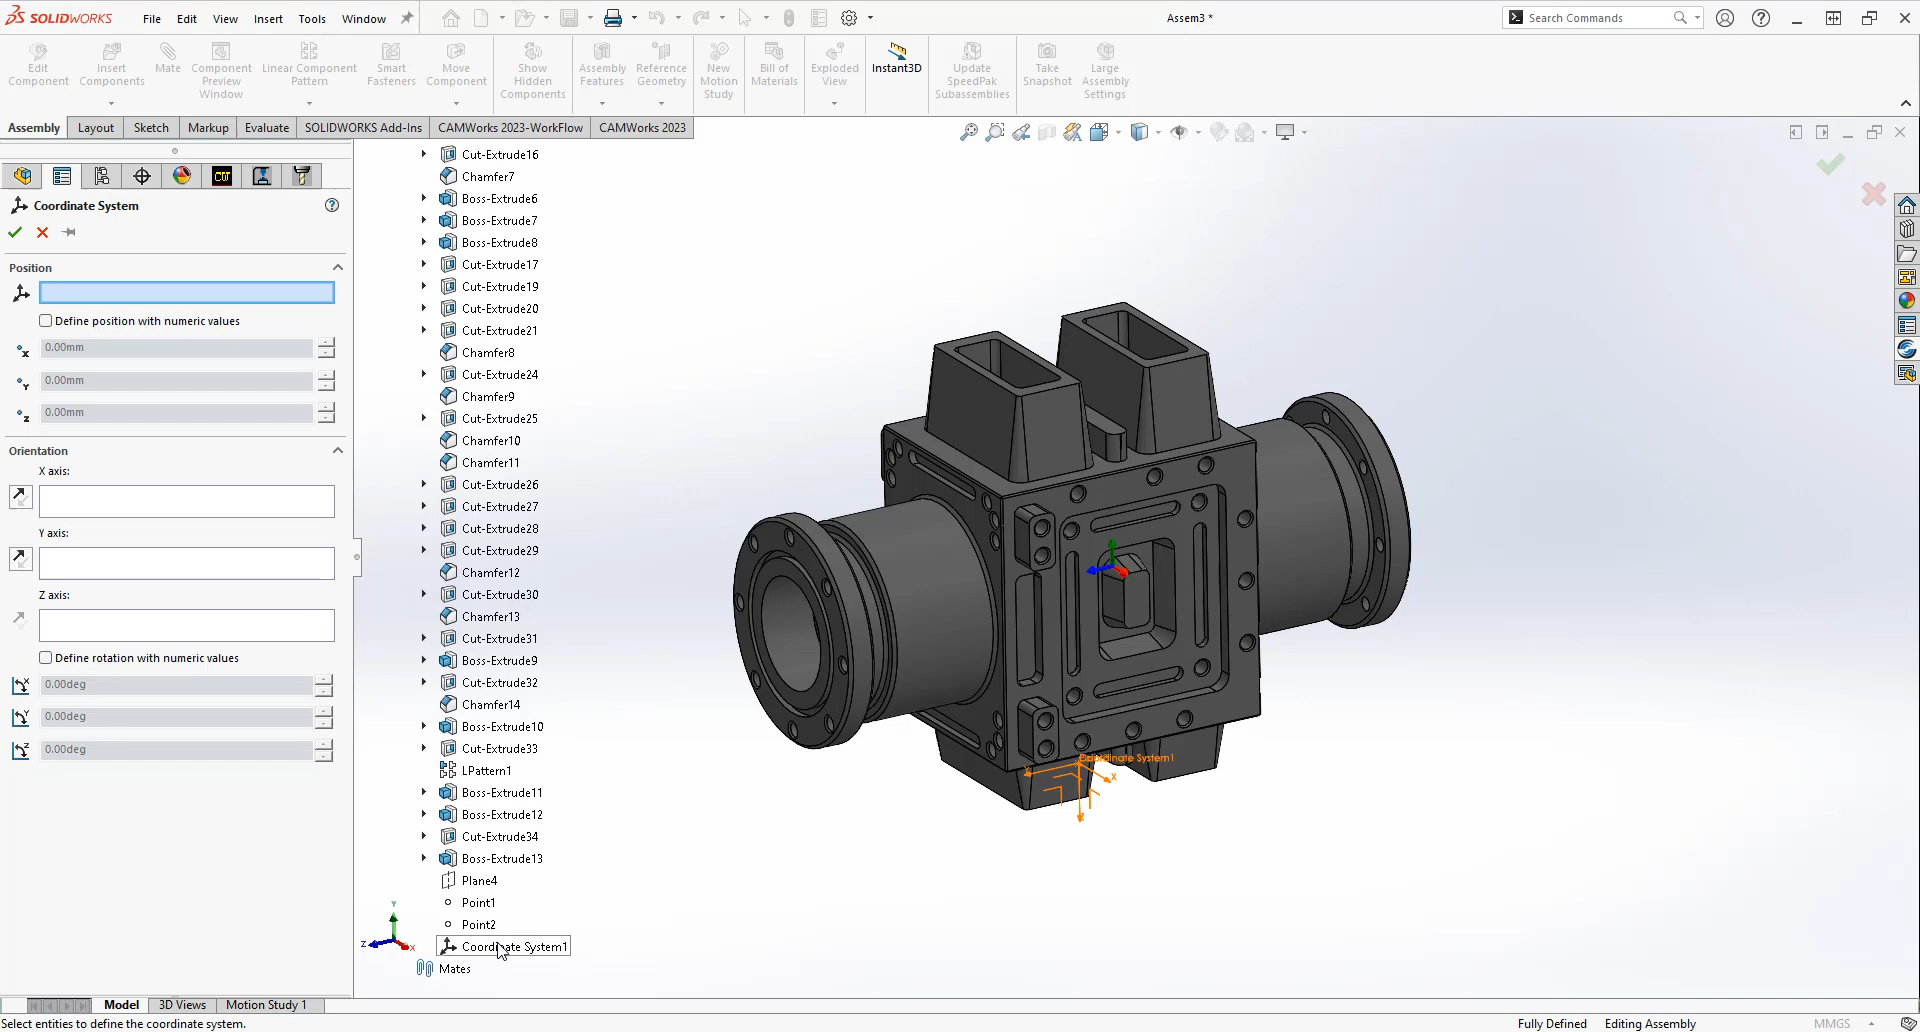 SOLIDWORKS
File Edit View Insert Tools Window
Assem3 *
Search Commands
Edit Component
Insert Components
Mate
Component Preview Window
Linear Component Pattern
Smart Fasteners
Move Component
Show Hidden Components
Assembly Features
Reference Geometry
New Motion Study
Bill of Materials
Exploded View
Instant3D
Update SpeedPak Subassemblies
Take Snapshot
Large Assembly Settings
Assembly Layout Sketch Markup Evaluate SOLIDWORKS Add-Ins CAMWorks 2023-WorkFlow CAMWorks 2023
Coordinate System
Position
Define position with numeric values
X 0.00mm
Y 0.00mm
Z 0.00mm
Orientation
X axis:
Y axis:
Z axis:
Define rotation with numeric values
X 0.00deg
Y 0.00deg
Z 0.00deg
Cut-Extrude16
Chamfer7
Boss-Extrude6
Boss-Extrude7
Boss-Extrude8
Cut-Extrude17
Cut-Extrude19
Cut-Extrude20
Cut-Extrude21
Chamfer8
Cut-Extrude24
Chamfer9
Cut-Extrude25
Chamfer10
Chamfer11
Cut-Extrude26
Cut-Extrude27
Cut-Extrude28
Cut-Extrude29
Chamfer12
Cut-Extrude30
Chamfer13
Cut-Extrude31
Boss-Extrude9
Cut-Extrude32
Chamfer14
Boss-Extrude10
Cut-Extrude33
LPattern1
Boss-Extrude11
Boss-Extrude12
Cut-Extrude34
Boss-Extrude13
Plane4
Point1
Point2
Coordinate System1
Mates
Coordinate System1
Y
X
Z
Y
Z
X
Model 3D Views Motion Study 1
Select entities to define the coordinate system.
Fully Defined Editing Assembly MMGS